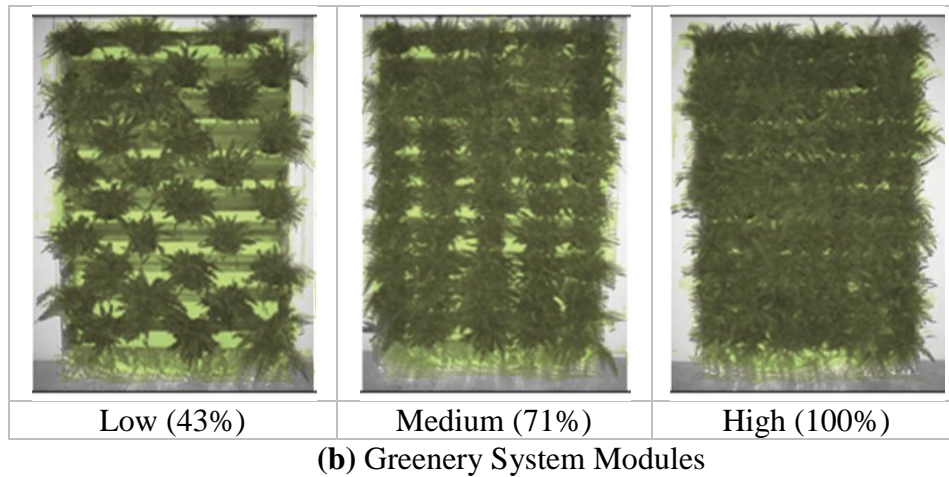 Low (43%) Medium (71%) High (100%)
(b) Greenery System Modules